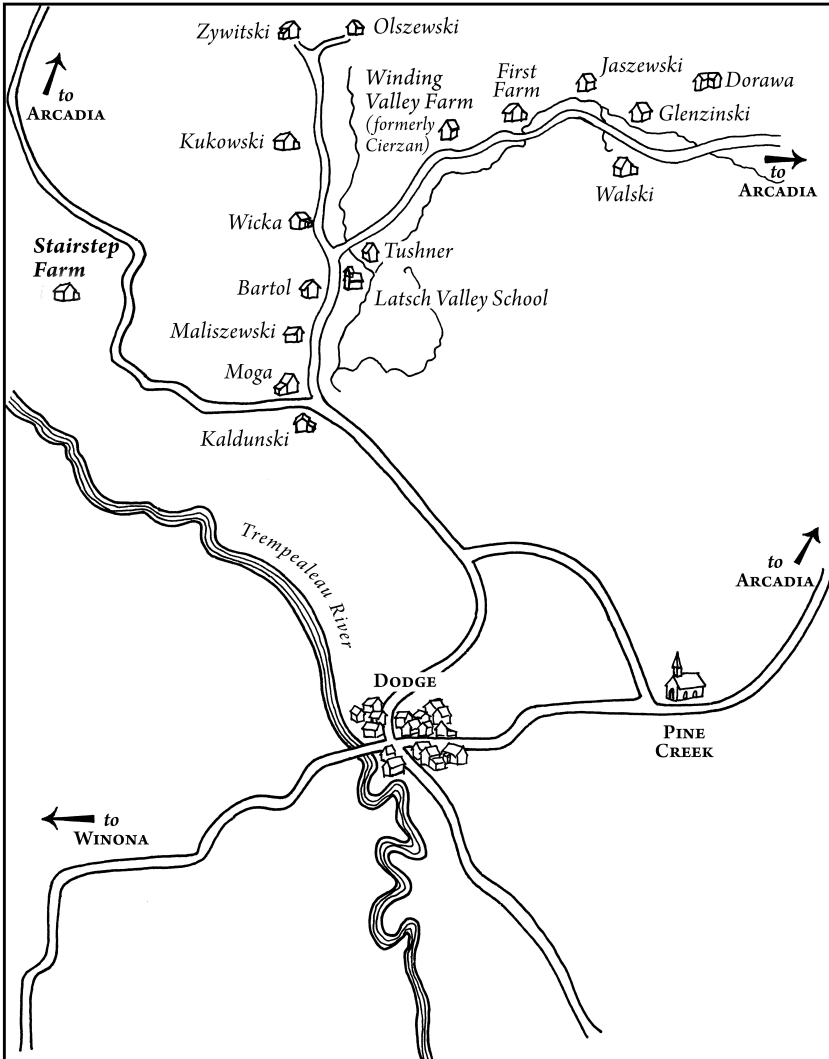 Zywitski
Olszewski
to
ARCADIA
Winding
Valley Farm
(formerly
Cierzan)
First
Farm
Jaszewski
Dorawa
Glenzinski
Kukowski
Walski
to
ARCADIA
Wicka
Stairstep
Farm
Tushner
Bartol
Latsch Valley School
Maliszewski
Moga
Kaldunski
Trempealeau River
to
ARCADIA
DODGE
PINE
CREEK
to
WINONA